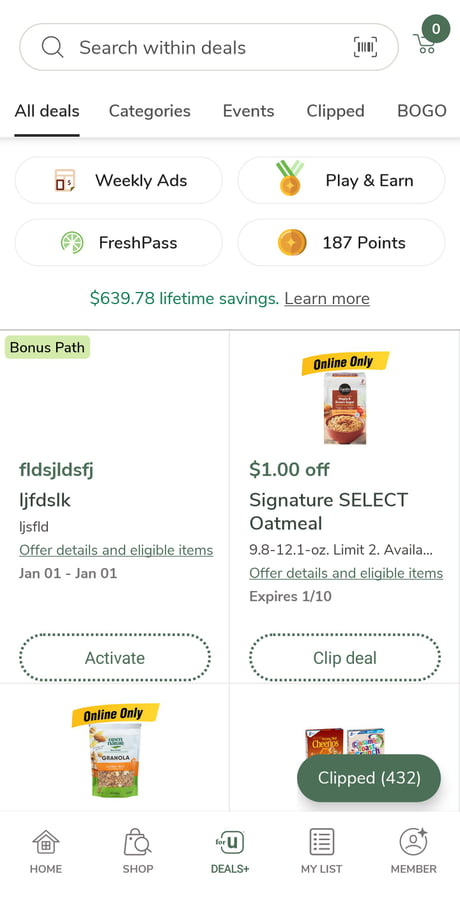 0
Search within deals
All deals Categories Events Clipped BOGO
Weekly Ads
Play & Earn
FreshPass
187 Points
$639.78 lifetime savings. Learn more
Bonus Path
fldsjldsfj
ljfdslk
ljsfld
Offer details and eligible items
Jan 01 - Jan 01
Activate
Online Only
$1.00 off
Signature SELECT
Oatmeal
9.8-12.1-oz. Limit 2. Availa...
Offer details and eligible items
Expires 1/10
Clip deal
Online Only
open nature
GRANOLA
Cheerios
Clipped (432)
HOME
SHOP
for U
DEALS+
MY LIST
MEMBER